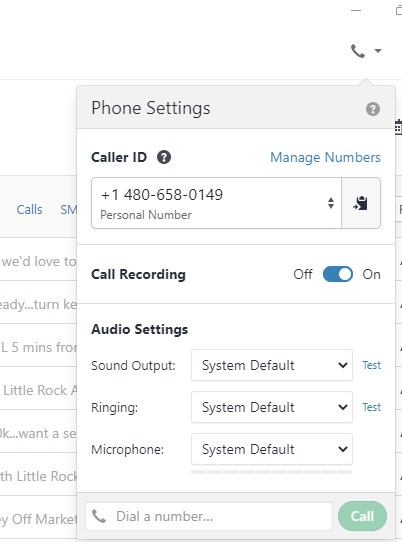 Phone Settings
Caller ID
Manage Numbers
+1 480-658-0149
Personal Number
Calls
SM
we'd love to
Call Recording
Off
On
eady...turn ke
Audio Settings
L 5 mins from
Sound Output:
System Default
Test
Little Rock A
Ringing:
System Default
Test
0k...want a se
Microphone:
System Default
th Little Rock
ey Off Market
Dial a number...
Call